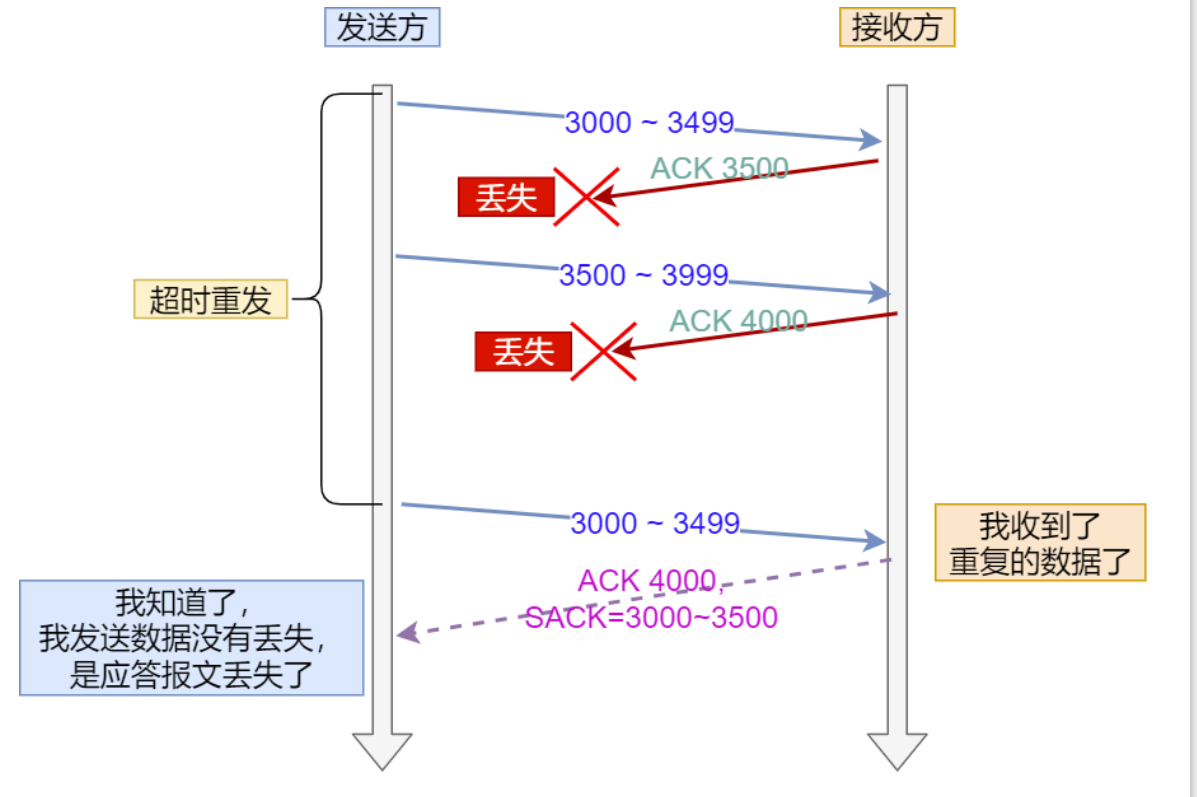 发送方
接收方
3000 ~ 3499
ACK 3500
丢失
3500 ~ 3999
超时重发
ACK 4000
丢失
3000 ~ 3499
我收到了
重复的数据了
ACK 4000,
SACK=3000~3500
我知道了，
我发送数据没有丢失，
是应答报文丢失了